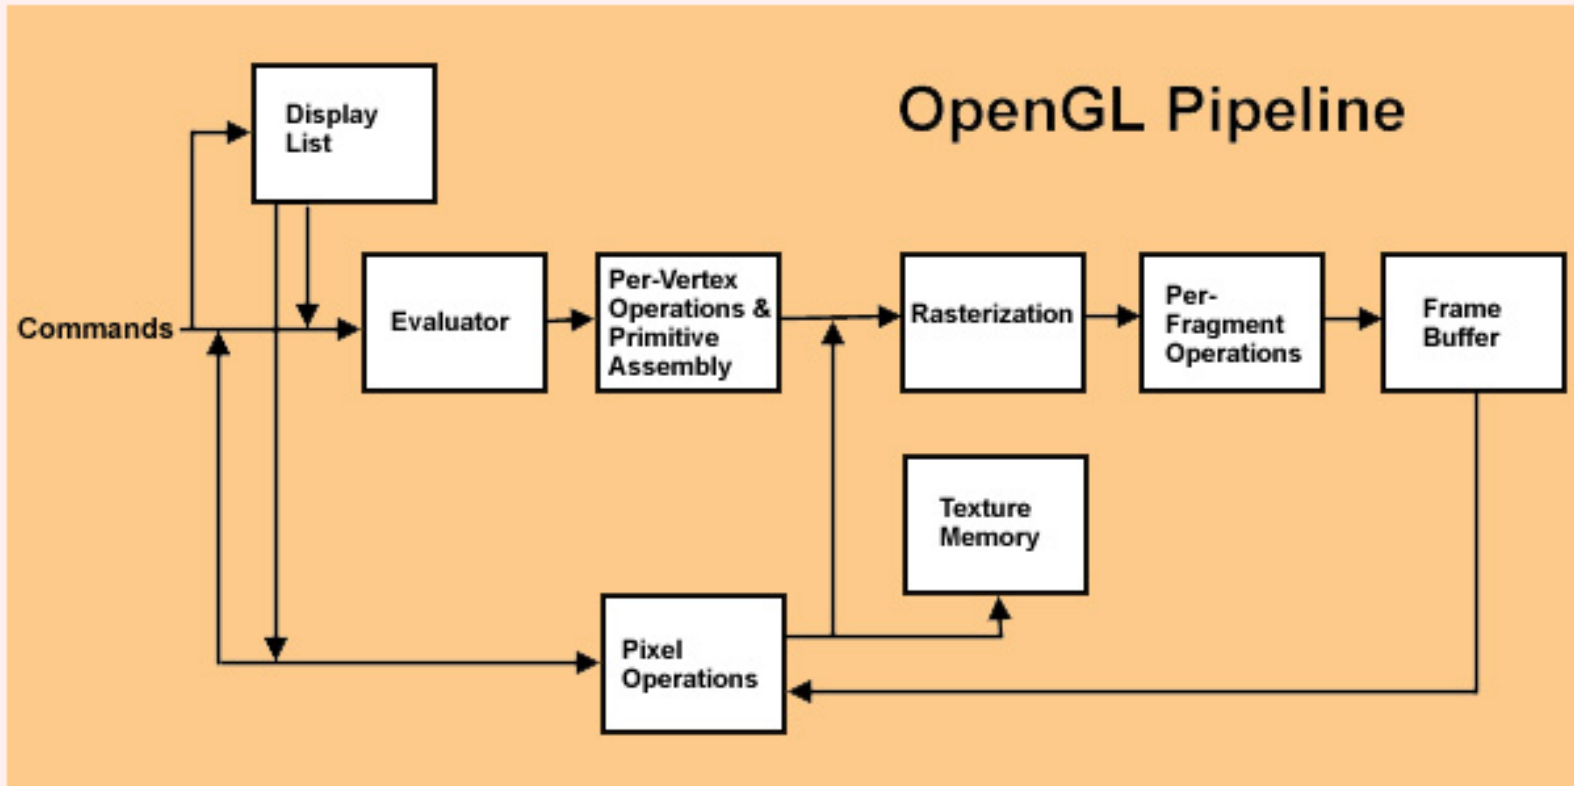 OpenGL Pipeline
Display
List
Commands
Evaluator
Per-Vertex
Operations &
Primitive
Assembly
Rasterization
Per-
Fragment
Operations
Frame
Buffer
Texture
Memory
Pixel
Operations